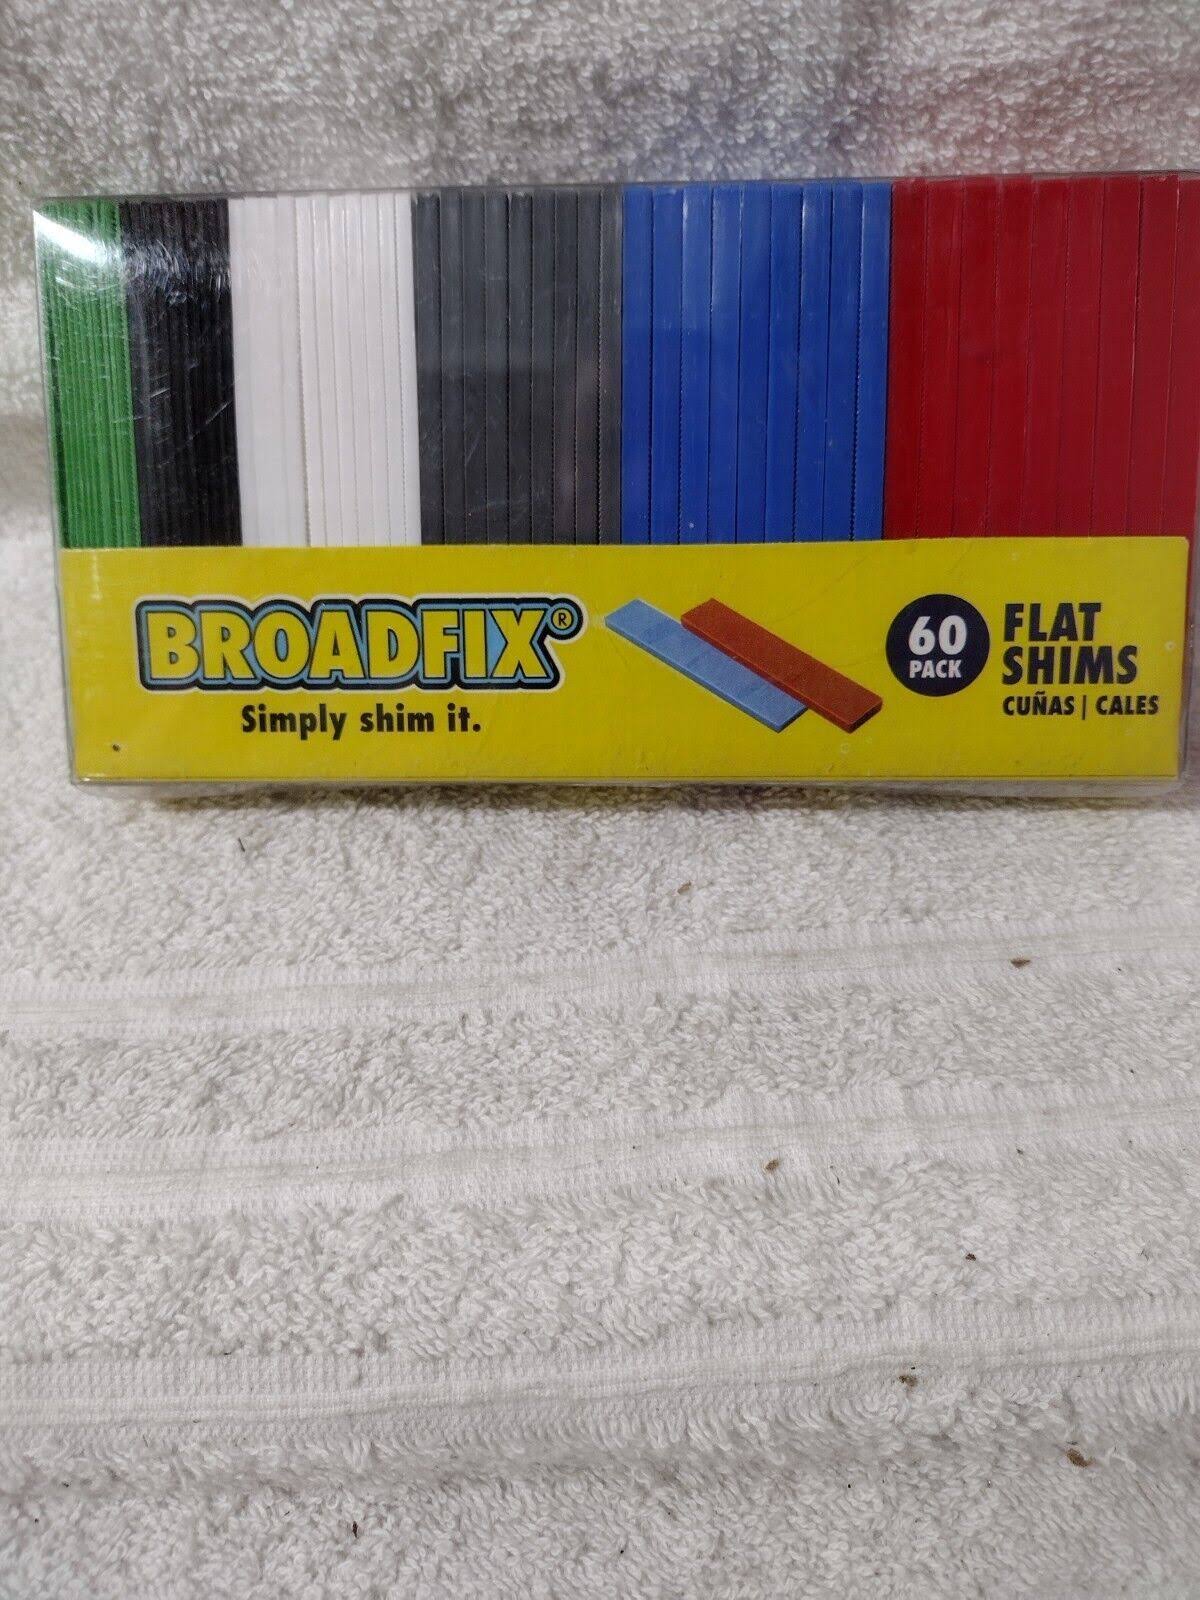 BROADFIX®
Simply shim it.
60
PACK
FLAT
SHIMS
CUÑAS | CALES